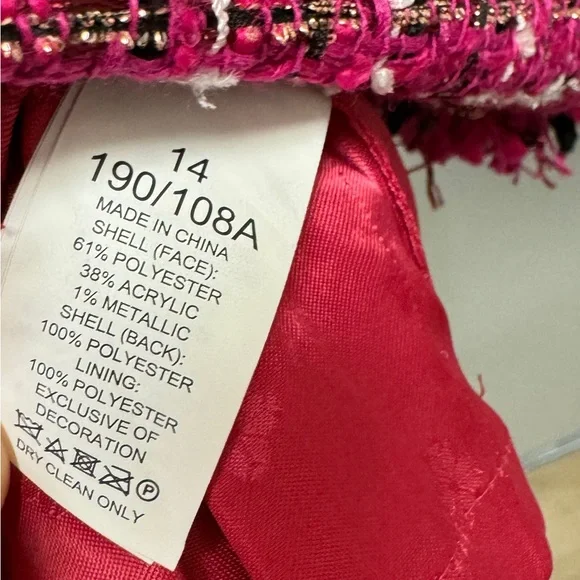 14
190/108A
MADE IN CHINA
SHELL (FACE):
61% POLYESTER
38% ACRYLIC
1% METALLIC
SHELL (BACK):
100% POLYESTER
LINING:
100% POLYESTER
EXCLUSIVE OF
DECORATION
P
DRY CLEAN ONLY